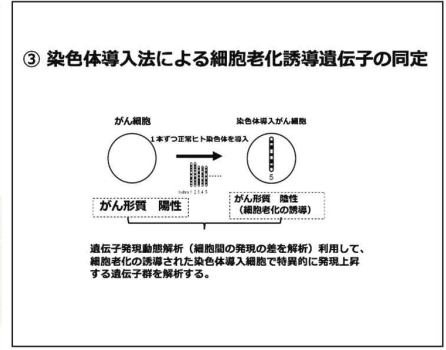 ③ 染色体導入法による細胞老化誘導遺伝子の同定
がん細胞
染色体導入がん細胞
1本ずつ正常ヒト染色体を導入
5
がん形質 陽性
がん形質 陰性
(細胞老化の誘導)
遺伝子発現動態解析(細胞間の発現の差を解析)利用して、
細胞老化の誘導された染色体導入細胞で特異的に発現上昇
する遺伝子群を解析する。